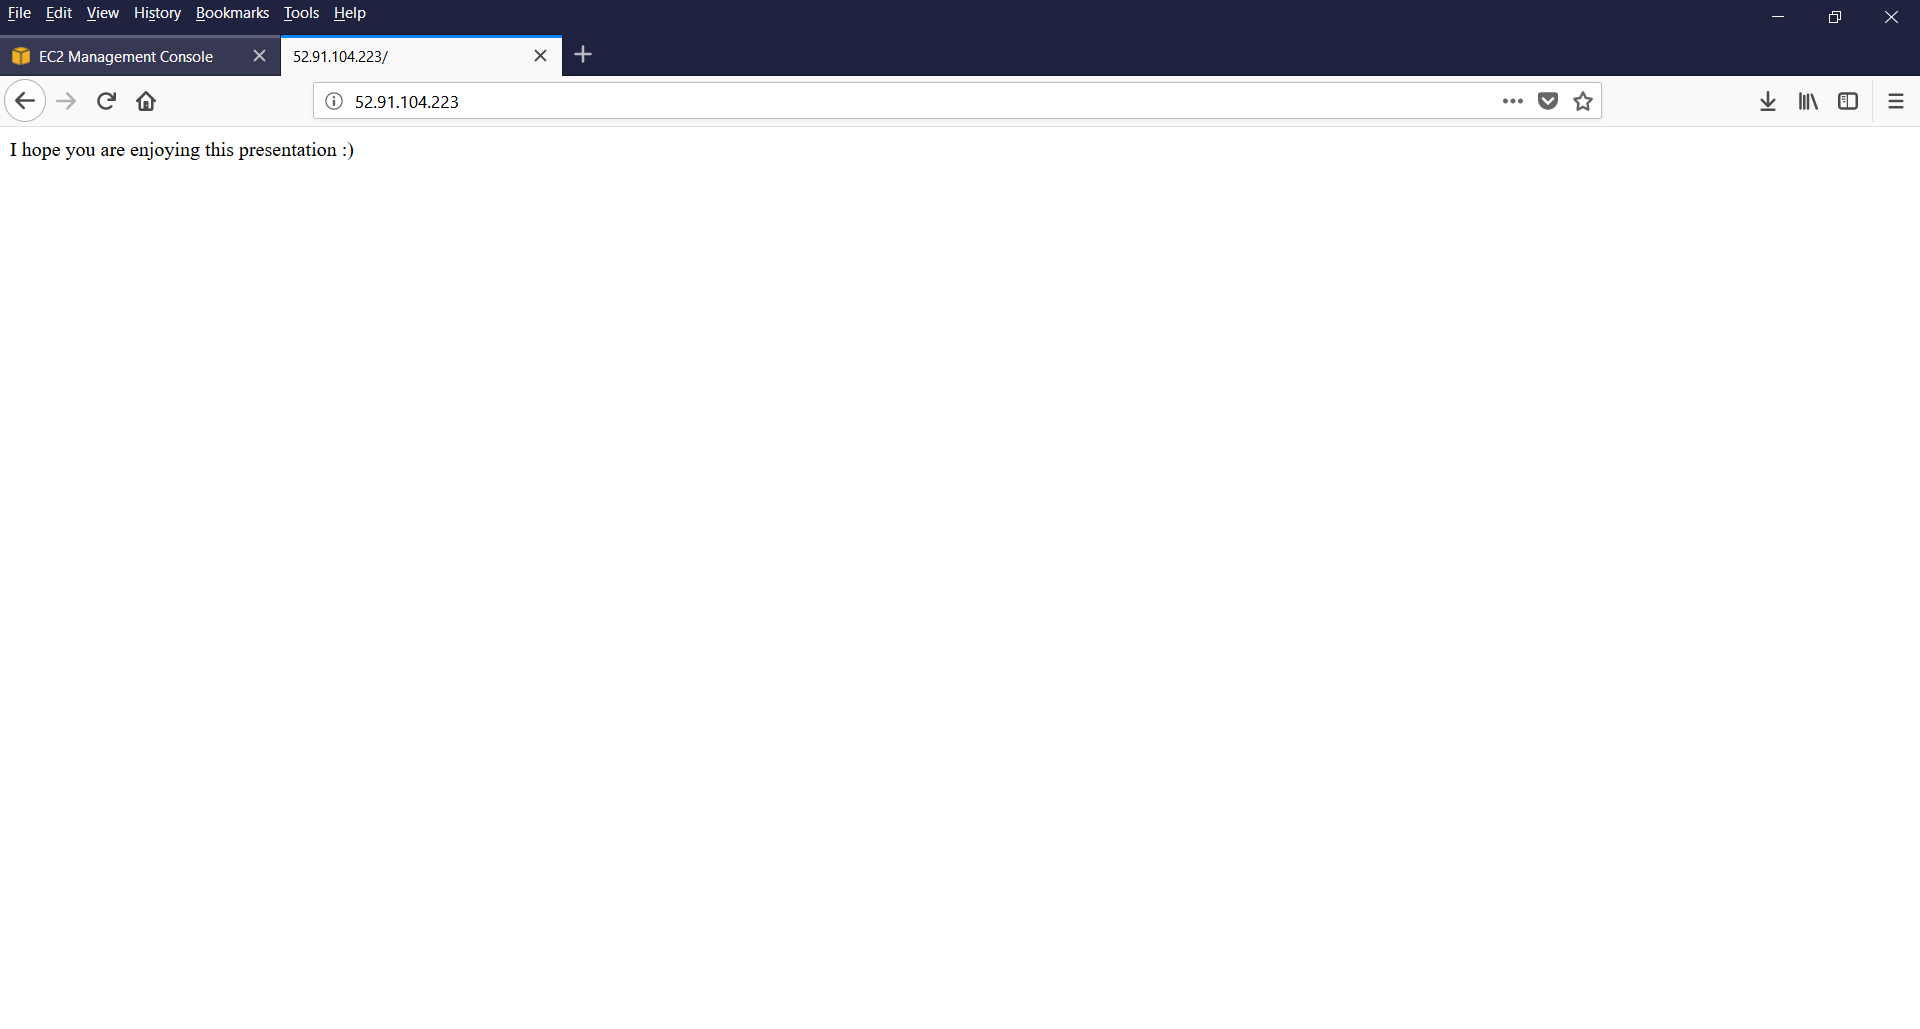 File Edit View History Bookmarks Tools Help
EC2 Management Console 52.91.104.223/
52.91.104.223
I hope you are enjoying this presentation :)